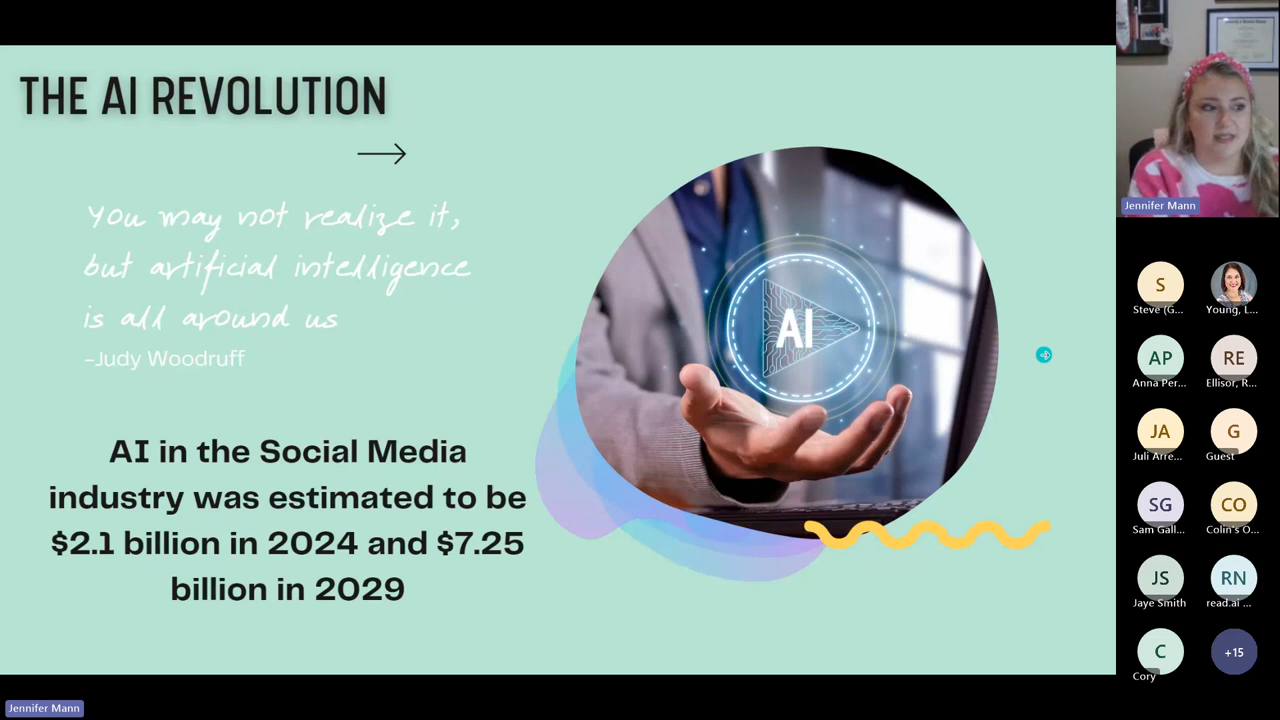 THE AI REVOLUTION
You may not realize it,
but artificial intelligence
is all around us
-Judy Woodruff
AI in the Social Media
industry was estimated to be
$2.1 billion in 2024 and $7.25
billion in 2029
AI
Jennifer Mann
S
Steve (G...
Young, L...
AP
Anna Per...
RE
Ellisor, R...
JA
Juli Arre...
G
Guest
SG
Sam Gall...
CO
Colin's O...
JS
Jaye Smith
RN
read.ai ...
C
Cory
+15
Jennifer Mann